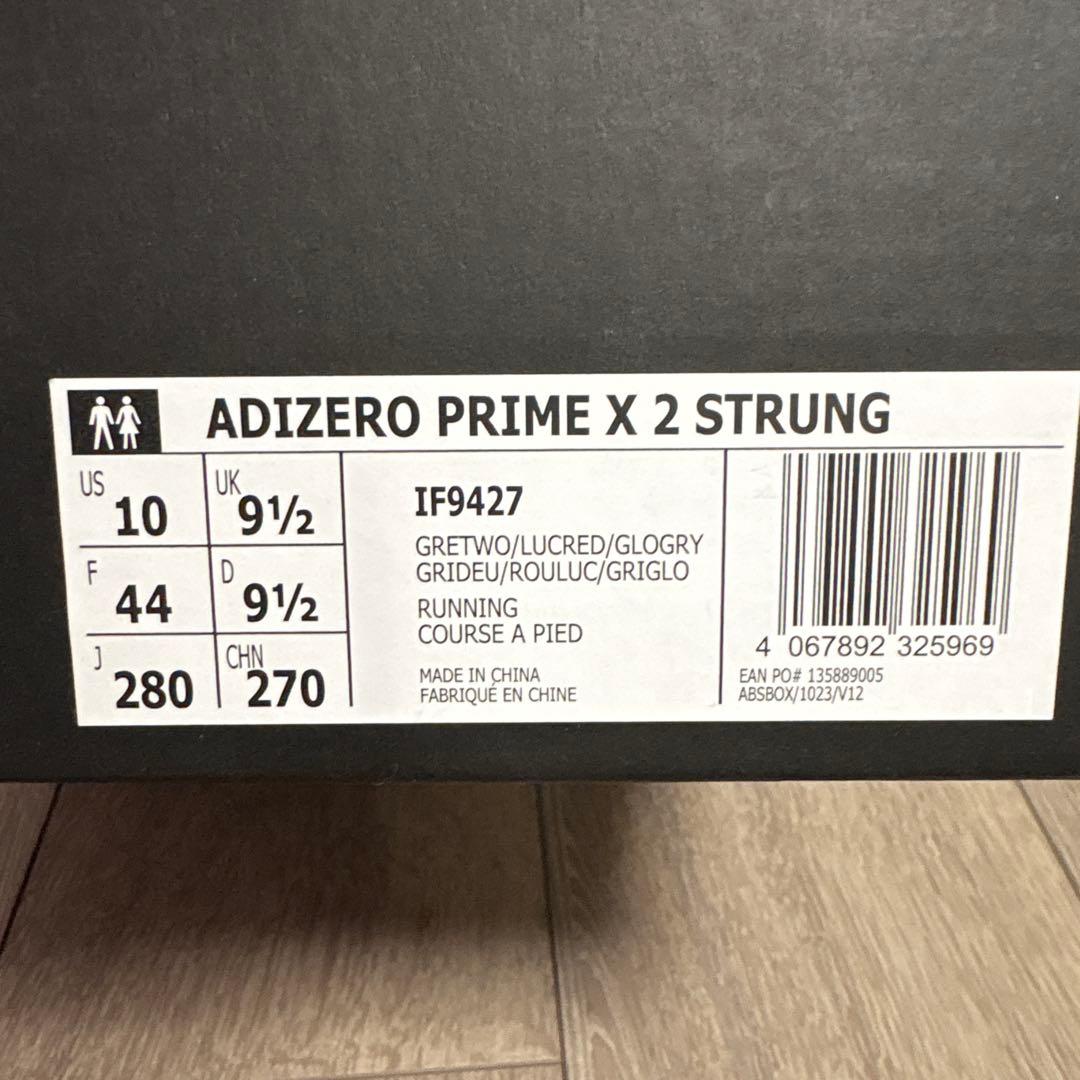 ADIZERO PRIME X 2 STRUNG
US 10 UK 9½
F 44 D 9½
J 280 CHN 270
IF9427
GRETWO/LUCRED/GLOGRY
GRIDEU/ROULUC/GRIGLO
RUNNING
COURSE A PIED
MADE IN CHINA
FABRIQUÉ EN CHINE
4 067892 325969
EAN PO# 135889005
ABSBOX/1023/V12